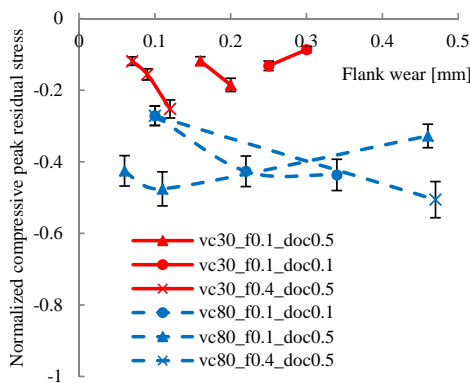 0 0.1 0.2 0.3 0.4 0.5
0
-0.2
-0.4
-0.6
-0.8
-1
Normalized compressive peak residual stress
Flank wear [mm]
vc30_f0.1_doc0.5
vc30_f0.1_doc0.1
vc30_f0.4_doc0.5
vc80_f0.1_doc0.1
vc80_f0.1_doc0.5
vc80_f0.4_doc0.5